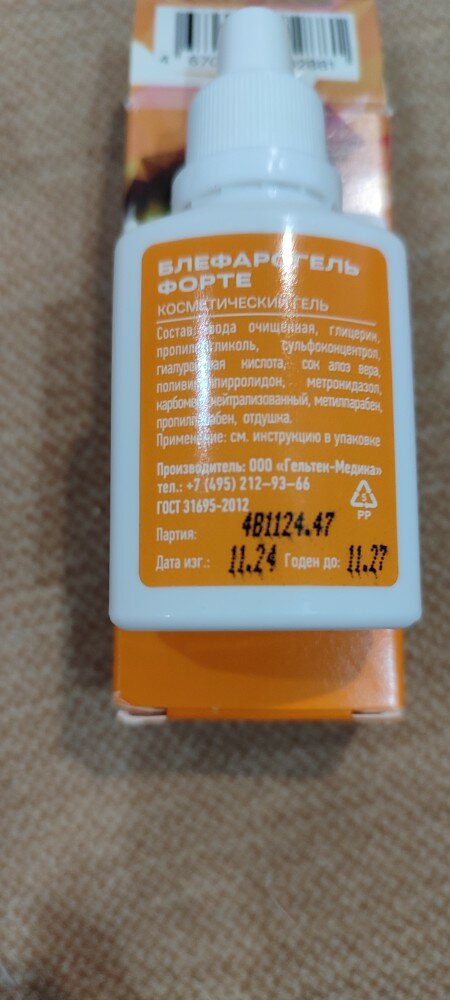 БЛЕФАРОГЕЛЬ
ФОРТЕ
КОСМЕТИЧЕСКИЙ ГЕЛЬ
Состав: вода очищенная, глицерин,
пропиленгликоль, сульфоконцентрол,
гиалуроновая кислота, сок алоэ вера,
поливинилпирролидон, метронидазол,
карбомер нейтрализованный, метилпарабен,
пропилпарабен, отдушка.
Применение: см. инструкцию в упаковке
Производитель: ООО «Гельтек-Медика»
тел.: +7 (495) 212-93-66
ГОСТ 31695-2012
5
PP
Партия: 4В1124.47
Дата изг.: 11.24 Годен до: 11.27